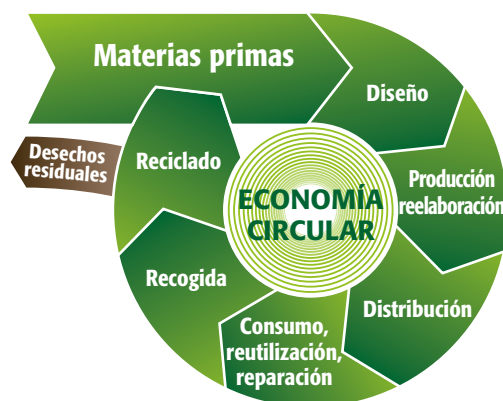 Materias primas
Diseño
Producción
reelaboración
Distribución
Consumo,
reutilización,
reparación
Recogida
Reciclado
Desechos
residuales
ECONOMÍA
CIRCULAR